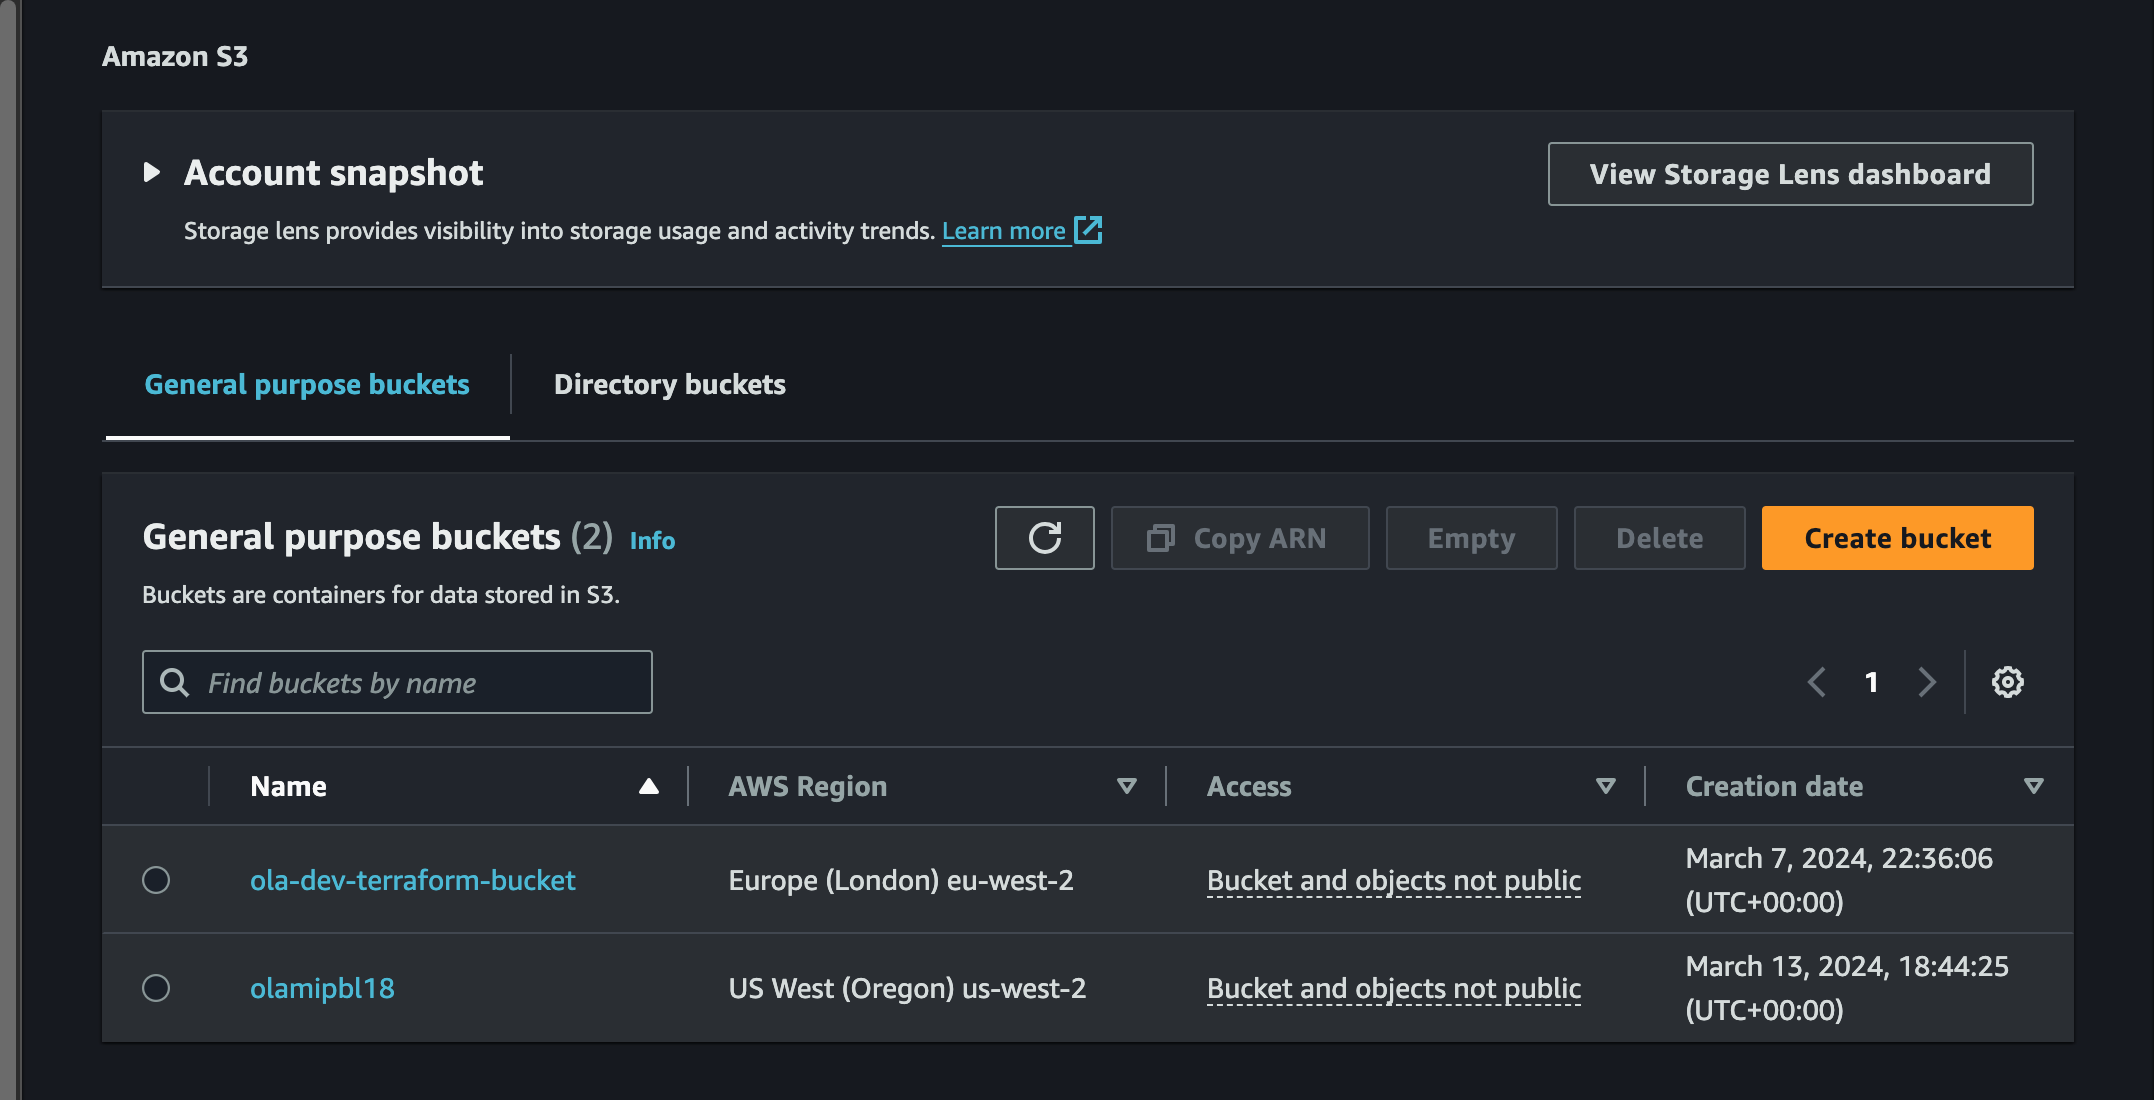 Amazon S3
Account snapshot
View Storage Lens dashboard
Storage lens provides visibility into storage usage and activity trends. Learn more
General purpose buckets
Directory buckets
General purpose buckets (2) Info
Copy ARN
Empty
Delete
Create bucket
Buckets are containers for data stored in S3.
Find buckets by name
1
Name
AWS Region
Access
Creation date
ola-dev-terraform-bucket
Europe (London) eu-west-2
Bucket and objects not public
March 7, 2024, 22:36:06
(UTC+00:00)
olamipbl18
US West (Oregon) us-west-2
Bucket and objects not public
March 13, 2024, 18:44:25
(UTC+00:00)